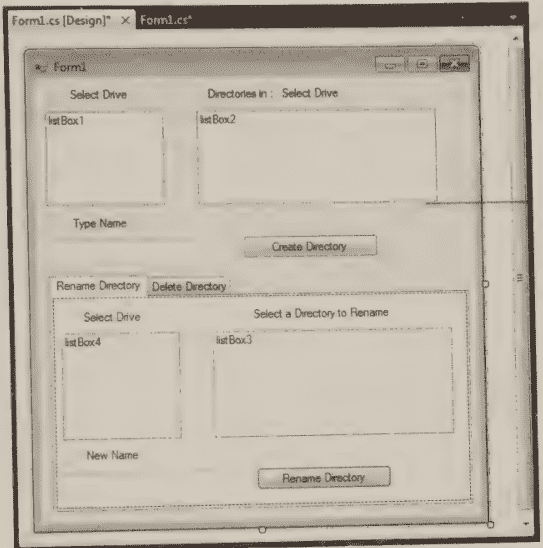 Form1.cs [Design]* × Form1.cs*
Form1
Select Drive Directories in : Select Drive
listBox1 listBox2
Type Name
Create Directory
Rename Directory Delete Directory
Select Drive Select a Directory to Rename
listBox4 listBox3
New Name
Rename Directory